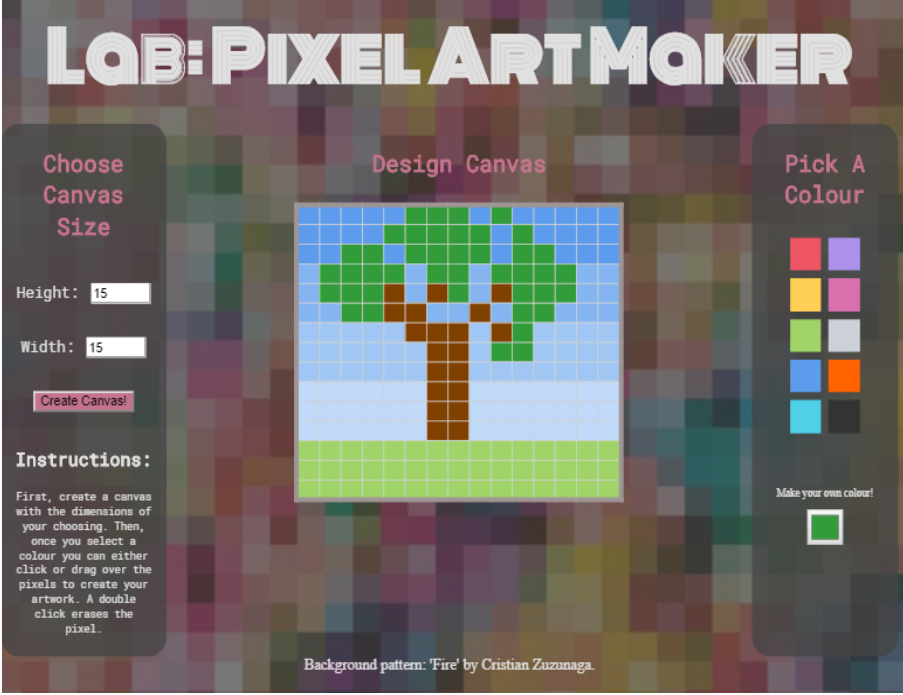 Lab: Pixel Art Maker
Choose
Canvas
Size
Height: 15
Width: 15
Create Canvas!
Instructions:
First, create a canvas
with the dimensions of
your choosing. Then,
once you select a
colour you can either
click or drag over the
pixels to create your
artwork. A double
click erases the
pixel.
Design Canvas
Pick A
Colour
Make your own colour!
Background pattern: 'Fire' by Cristian Zuzunaga.